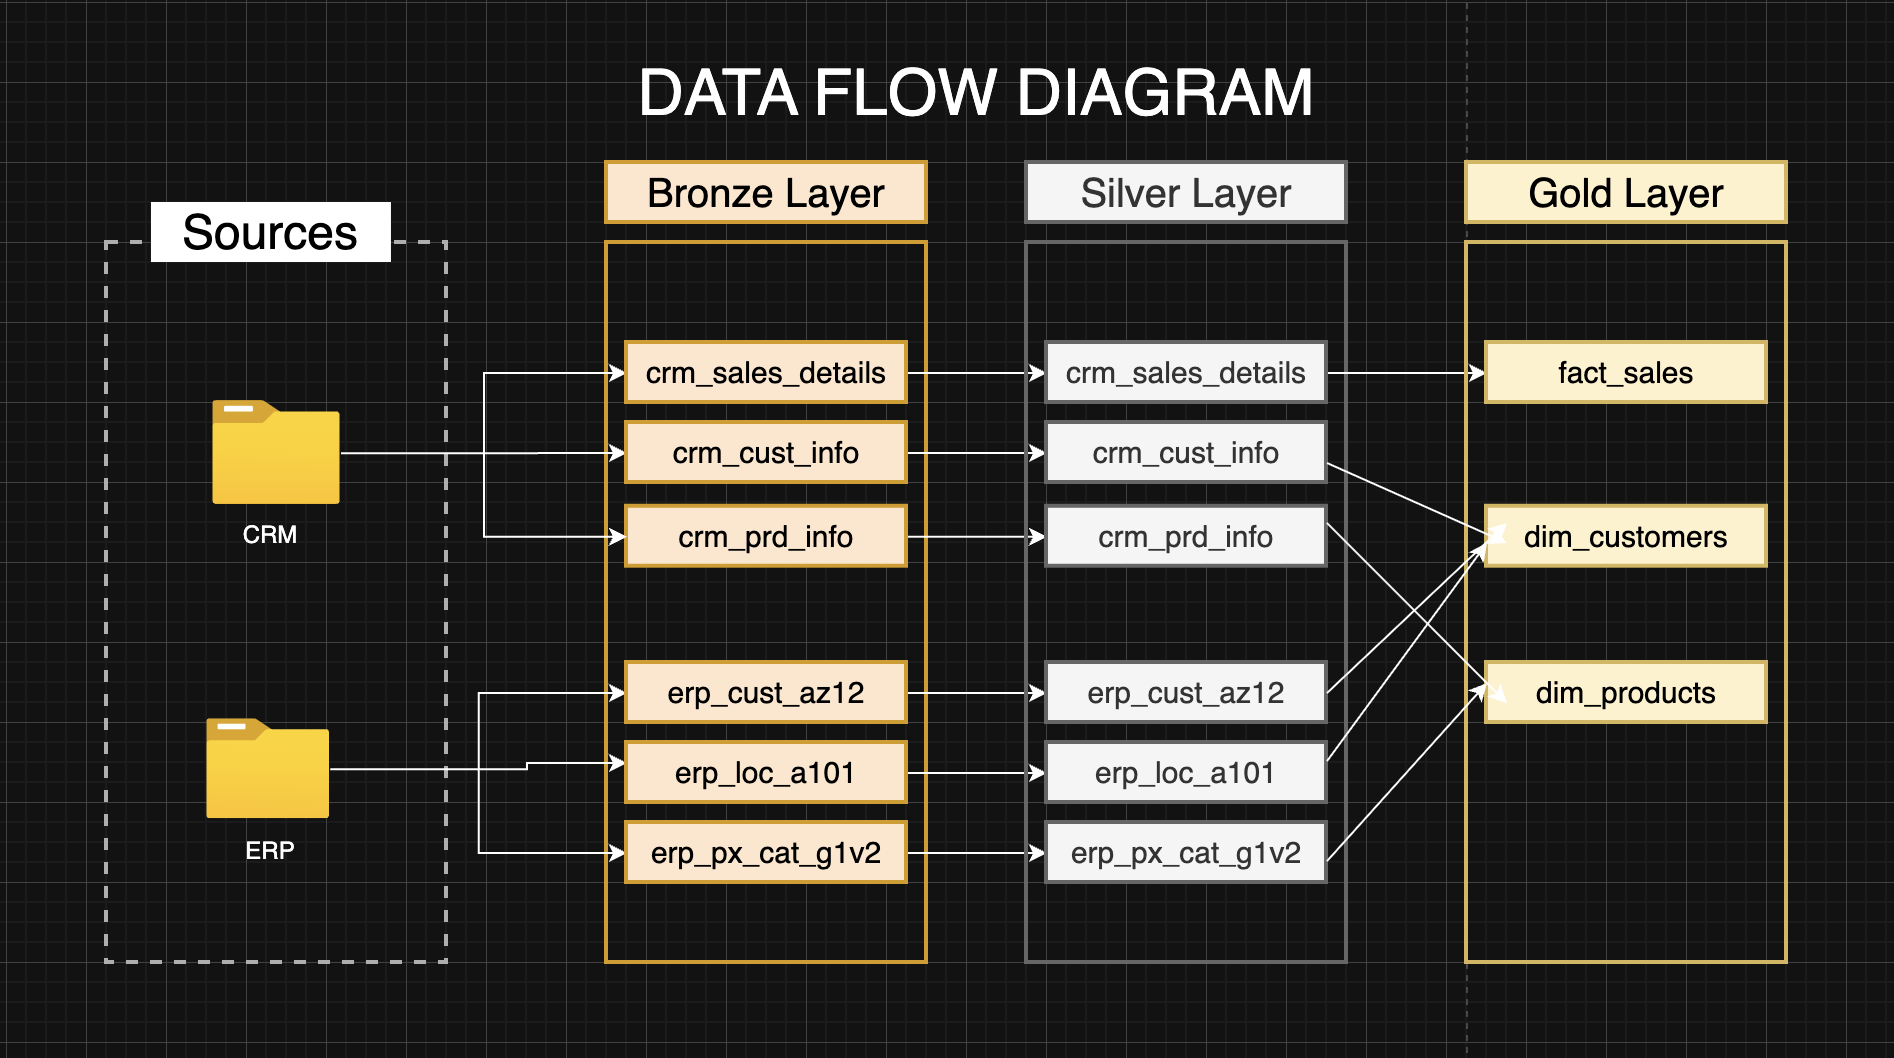 DATA FLOW DIAGRAM
Sources
CRM
ERP
Bronze Layer
crm_sales_details
crm_cust_info
crm_prd_info
erp_cust_az12
erp_loc_a101
erp_px_cat_g1v2
Silver Layer
crm_sales_details
crm_cust_info
crm_prd_info
erp_cust_az12
erp_loc_a101
erp_px_cat_g1v2
Gold Layer
fact_sales
dim_customers
dim_products